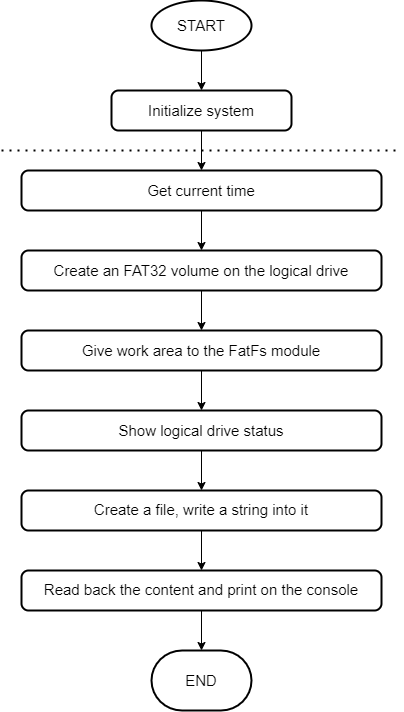 START
Initialize system
Get current time
Create an FAT32 volume on the logical drive
Give work area to the FatFs module
Show logical drive status
Create a file, write a string into it
Read back the content and print on the console
END